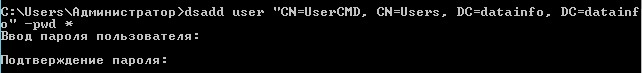 C:\Users\Администратор>dsadd user "CN=UserCMD, CN=Users, DC=datainfo, DC=datainf
o" -pwd *
Ввод пароля пользователя:
Подтверждение пароля: